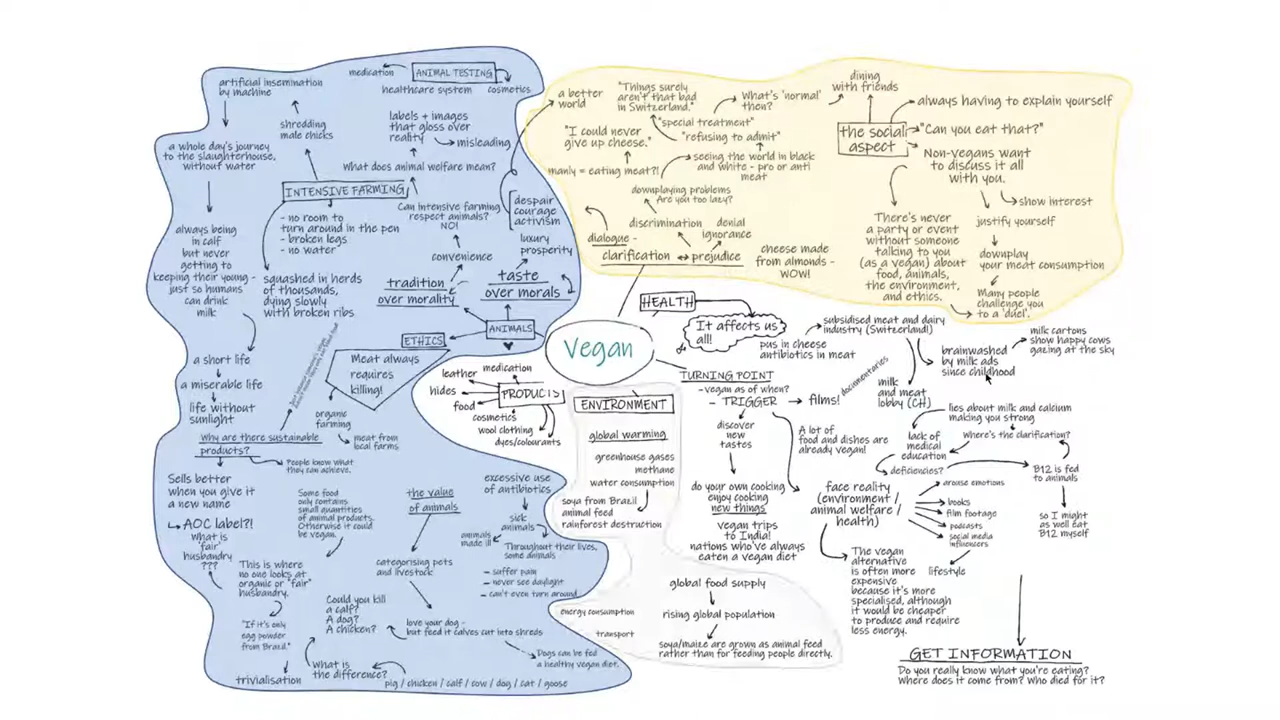 medication
ANIMAL TESTING
healthcare system
cosmetics
artificial insemination
by machine
shredding
male chicks
labels + images
that gloss over
reality
misleading
a whole day's journey
to the slaughterhouse,
without water
What does animal welfare mean?
INTENSIVE FARMING
- no room to
turn around in the pen
- broken legs
- no water
Can intensive farming
respect animals?
NO!
despair
courage
activism
luxury
prosperity
always being
in calf
but never
getting to
keeping their young -
just so humans
can drink
milk
squashed in herds
of thousands,
dying slowly
with broken ribs
convenience
tradition
over morality
taste
over morals
ANIMALS
ETHICS
Meat always
requires
killing!
a short life
a miserable life
life without
sunlight
organic
farming
meat from
local farms
Why are there sustainable
products?
People know what
they can achieve.
Sells better
when you give it
a new name
AOC label?!
What is
'fair'
husbandry
???
Some food
only contains
small quantities
of animal products.
Otherwise it could
be vegan.
the value
of animals
excessive use
of antibiotics
sick
animals
animals
made ill
Throughout their lives,
some animals
- suffer pain
- never see daylight
- can't even turn around
This is where
no one looks at
organic or "fair"
husbandry.
categorising pets
and livestock
Could you kill
a calf?
A dog?
A chicken?
love your dog -
but feed it calves cut into shreds
"If it's only
egg powder
from Brazil."
Dogs can be fed
a healthy vegan diet.
trivialisation
What is
the difference?
pig / chicken / calf / cow / dog / cat / goose
a better
world
"Things surely
aren't that bad
in Switzerland."
What's 'normal'
then?
dining
with friends
always having to explain yourself
"special treatment"
"I could never
give up cheese."
"refusing to admit"
the social
aspect
"Can you eat that?"
Non-vegans want
to discuss it all
with you.
manly = eating meat?!
seeing the world in black
and white - pro or anti
meat
downplaying problems
Are you too lazy?
show interest
discrimination
denial
ignorance
There's never
a party or event
without someone
talking to you
(as a vegan) about
food, animals,
the environment,
and ethics.
justify yourself
dialogue -
clarification
prejudice
cheese made
from almonds -
WOW!
downplay
your meat consumption
Many people
challenge you
to a 'duel'.
Vegan
HEALTH
It affects us
all!
subsidised meat and dairy
industry (Switzerland)
pus in cheese
antibiotics in meat
milk cartons
show happy cows
gazing at the sky
brainwashed
by milk ads
since childhood
milk
and meat
lobby (CH)
leather
medication
hides
PRODUCTS
food
cosmetics
wool clothing
dyes/colourants
TURNING POINT
- vegan as of when?
- TRIGGER
films!
documentaries
ENVIRONMENT
global warming
greenhouse gases
methane
water consumption
soya from Brazil
animal feed
rainforest destruction
discover
new
tastes
A lot of
food and dishes are
already vegan!
lies about milk and calcium
making you strong
lack of
medical
education
where's the clarification?
deficiencies?
B12 is fed
to animals
do your own cooking
enjoy cooking
new things
face reality
(environment /
animal welfare /
health)
arouse emotions
books
film footage
podcasts
social media
influencers
so I might
as well eat
B12 myself
vegan trips
to India!
nations who've always
eaten a vegan diet
The vegan
alternative
is often more
expensive
because it's more
specialised, although
it would be cheaper
to produce and require
less energy.
lifestyle
global food supply
energy consumption
rising global population
transport
soya/maize are grown as animal feed
rather than for feeding people directly.
GET INFORMATION
Do you really know what you're eating?
Where does it come from? Who died for it?